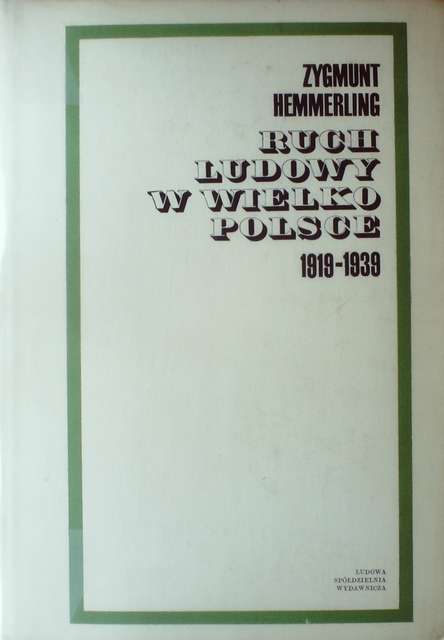 ZYGMUNT
HEMMERLING
RUCH
LUDOWY
W WIELKO
POLSCE
1919-1939
LUDOWA
SPÓŁDZIELNIA
WYDAWNICZA